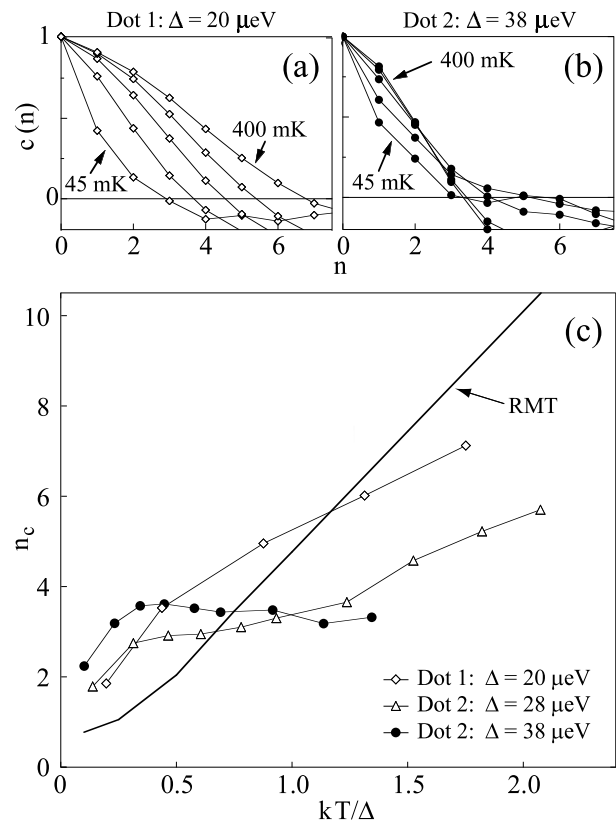 Dot 1: Δ = 20 μeV
Dot 2: Δ = 38 μeV
1
0
c (n)
(a)
400 mK
45 mK
0 2 4 6
(b)
400 mK
45 mK
0 2 4 6
n
(c)
10
8
6
4
2
0
n_c
RMT
Dot 1: Δ = 20 μeV
Dot 2: Δ = 28 μeV
Dot 2: Δ = 38 μeV
0 0.5 1.0 1.5 2.0
kT/Δ